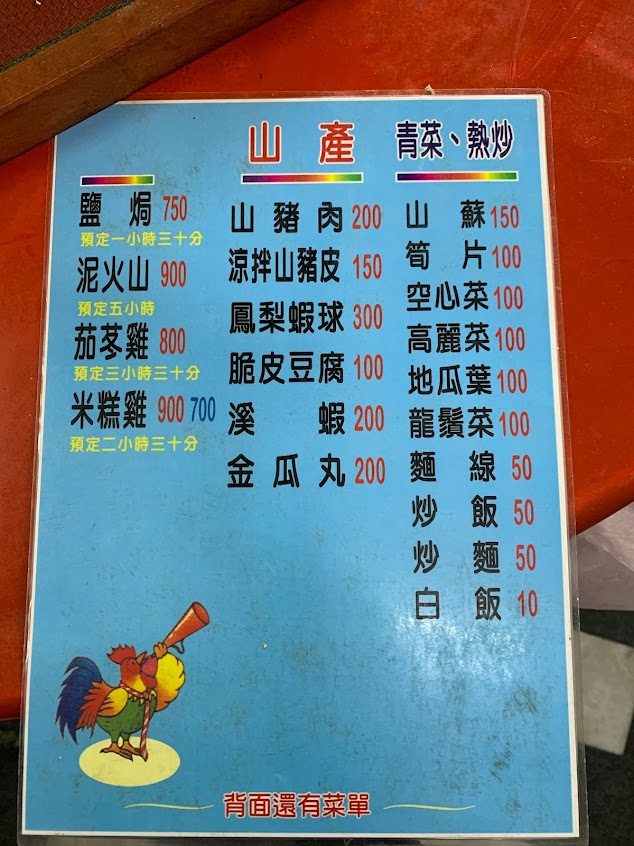 鹽焗 750
預定一小時三十分
泥火山 900
預定五小時
茄苳雞 800
預定三小時三十分
米糕雞 900 700
預定二小時三十分
山產
山豬肉 200
涼拌山豬皮 150
鳳梨蝦球 300
脆皮豆腐 100
溪蝦 200
金瓜丸 200
青菜、熱炒
山蘇 150
筍片 100
空心菜 100
高麗菜 100
地瓜葉 100
龍鬚菜 100
麵線 50
炒飯 50
炒麵 50
白飯 10
背面還有菜單